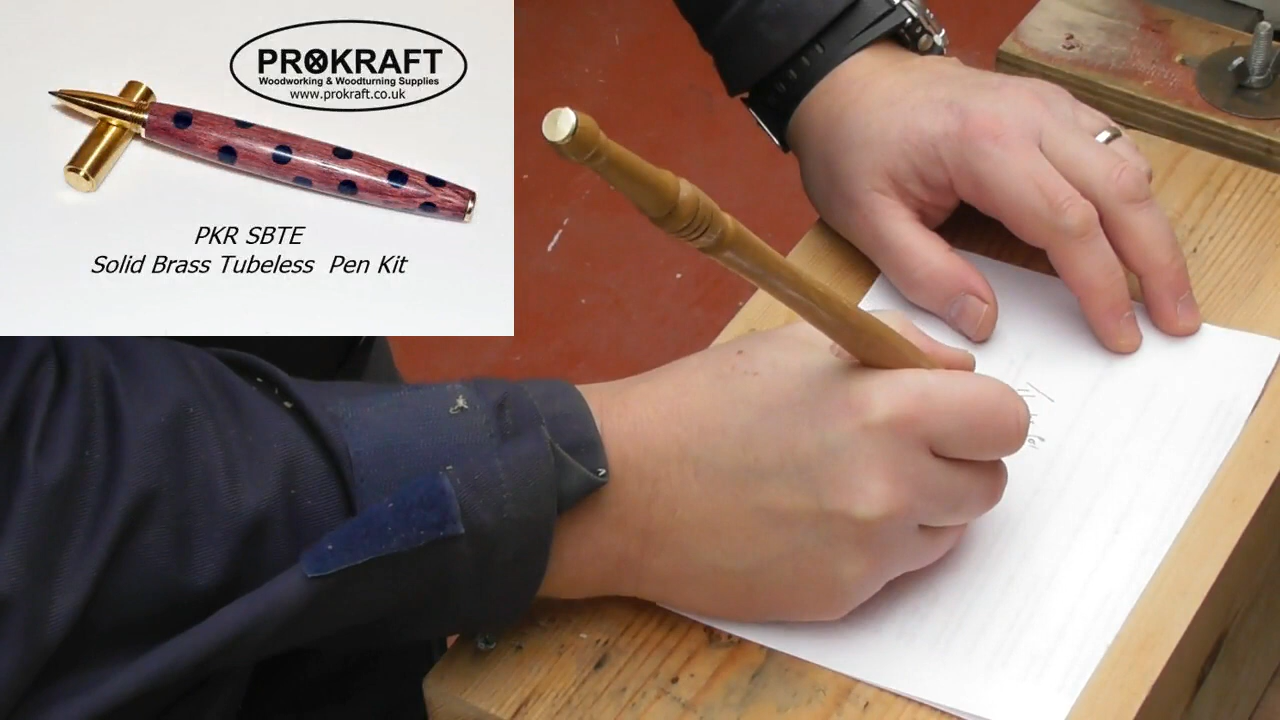 PROKRAFT
Woodworking & Woodturning Supplies
www.prokraft.co.uk
PKR SBTE
Solid Brass Tubeless Pen Kit